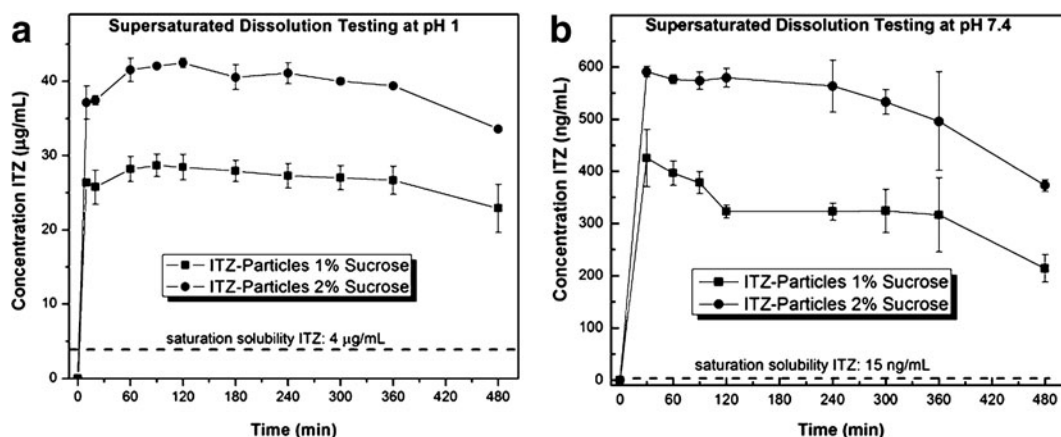 a
Supersaturated Dissolution Testing at pH 1
Concentration ITZ (µg/mL)
40
30
20
10
0
ITZ-Particles 1% Sucrose
ITZ-Particles 2% Sucrose
saturation solubility ITZ: 4 µg/mL
0 60 120 180 240 300 360 420 480
Time (min)
b
Supersaturated Dissolution Testing at pH 7.4
Concentration ITZ (ng/mL)
600
500
400
300
200
100
0
ITZ-Particles 1% Sucrose
ITZ-Particles 2% Sucrose
saturation solubility ITZ: 15 ng/mL
0 60 120 180 240 300 360 420 480
Time (min)